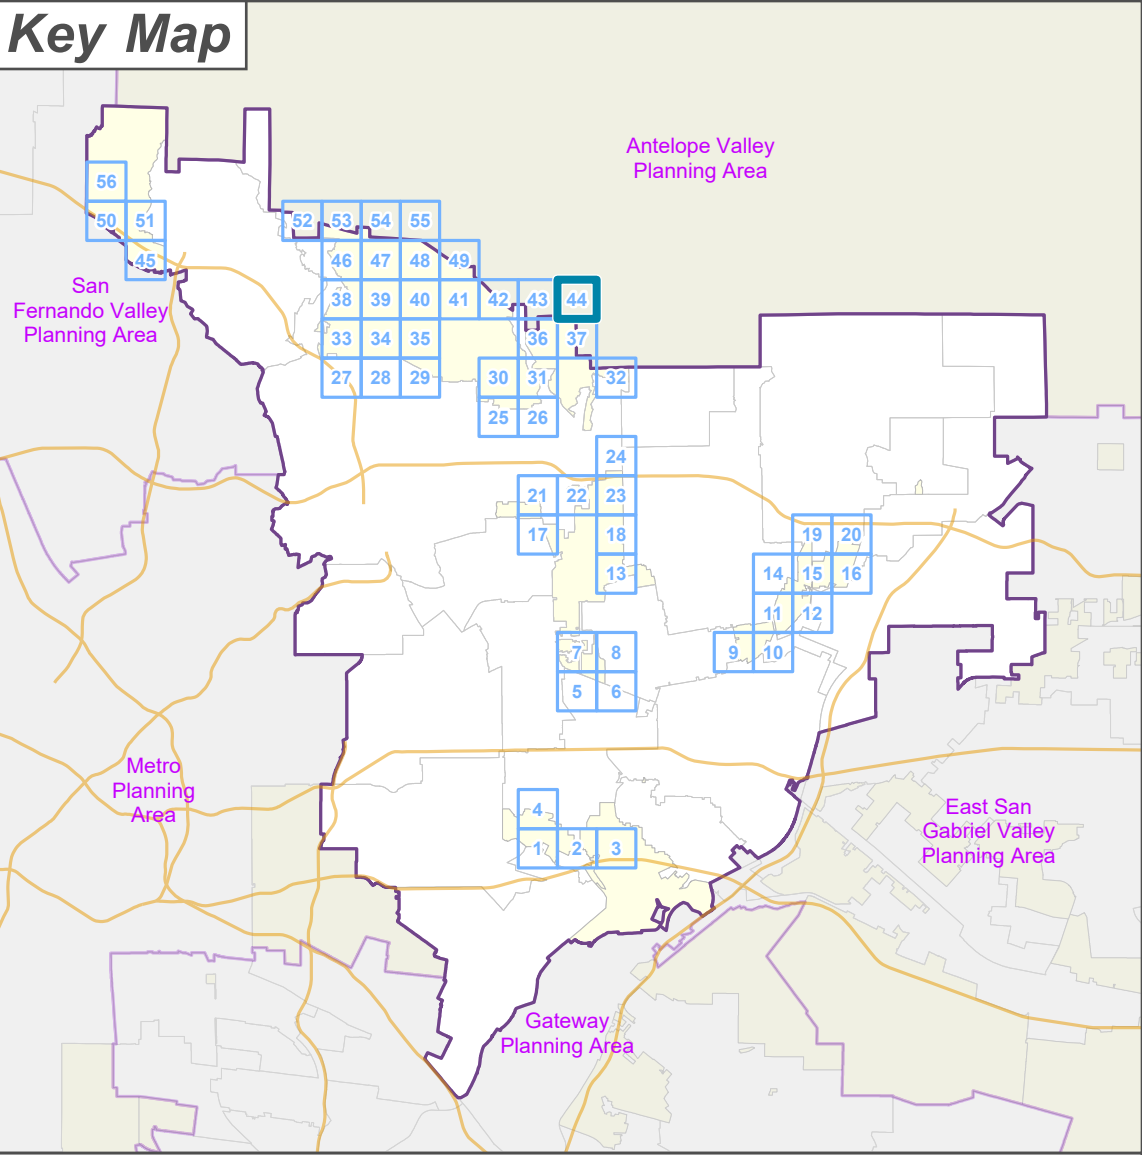 Key Map
Antelope Valley
Planning Area
56
50 51
45
52 53 54 55
46 47 48 49
San
Fernando Valley
Planning Area
38 39 40 41 42 43 44
33 34 35 36 37
27 28 29 30 31 32
25 26
24
21 22 23
17 18 19 20
13 14 15 16
11 12
7 8 9 10
5 6
Metro
Planning
Area
4
East San
Gabriel Valley
Planning Area
1 2 3
Gateway
Planning Area